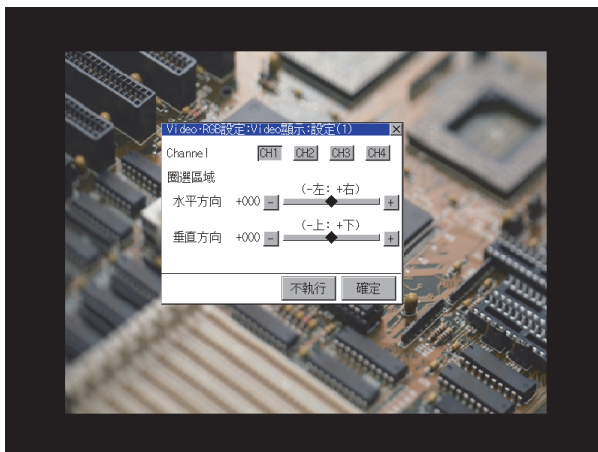 Video·RGB設定:Video顯示:設定(1) ×
Channel CH1 CH2 CH3 CH4
圈選區域
(-左: +右)
水平方向 +000 - +
(-上: +下)
垂直方向 +000 - +
不執行 確定